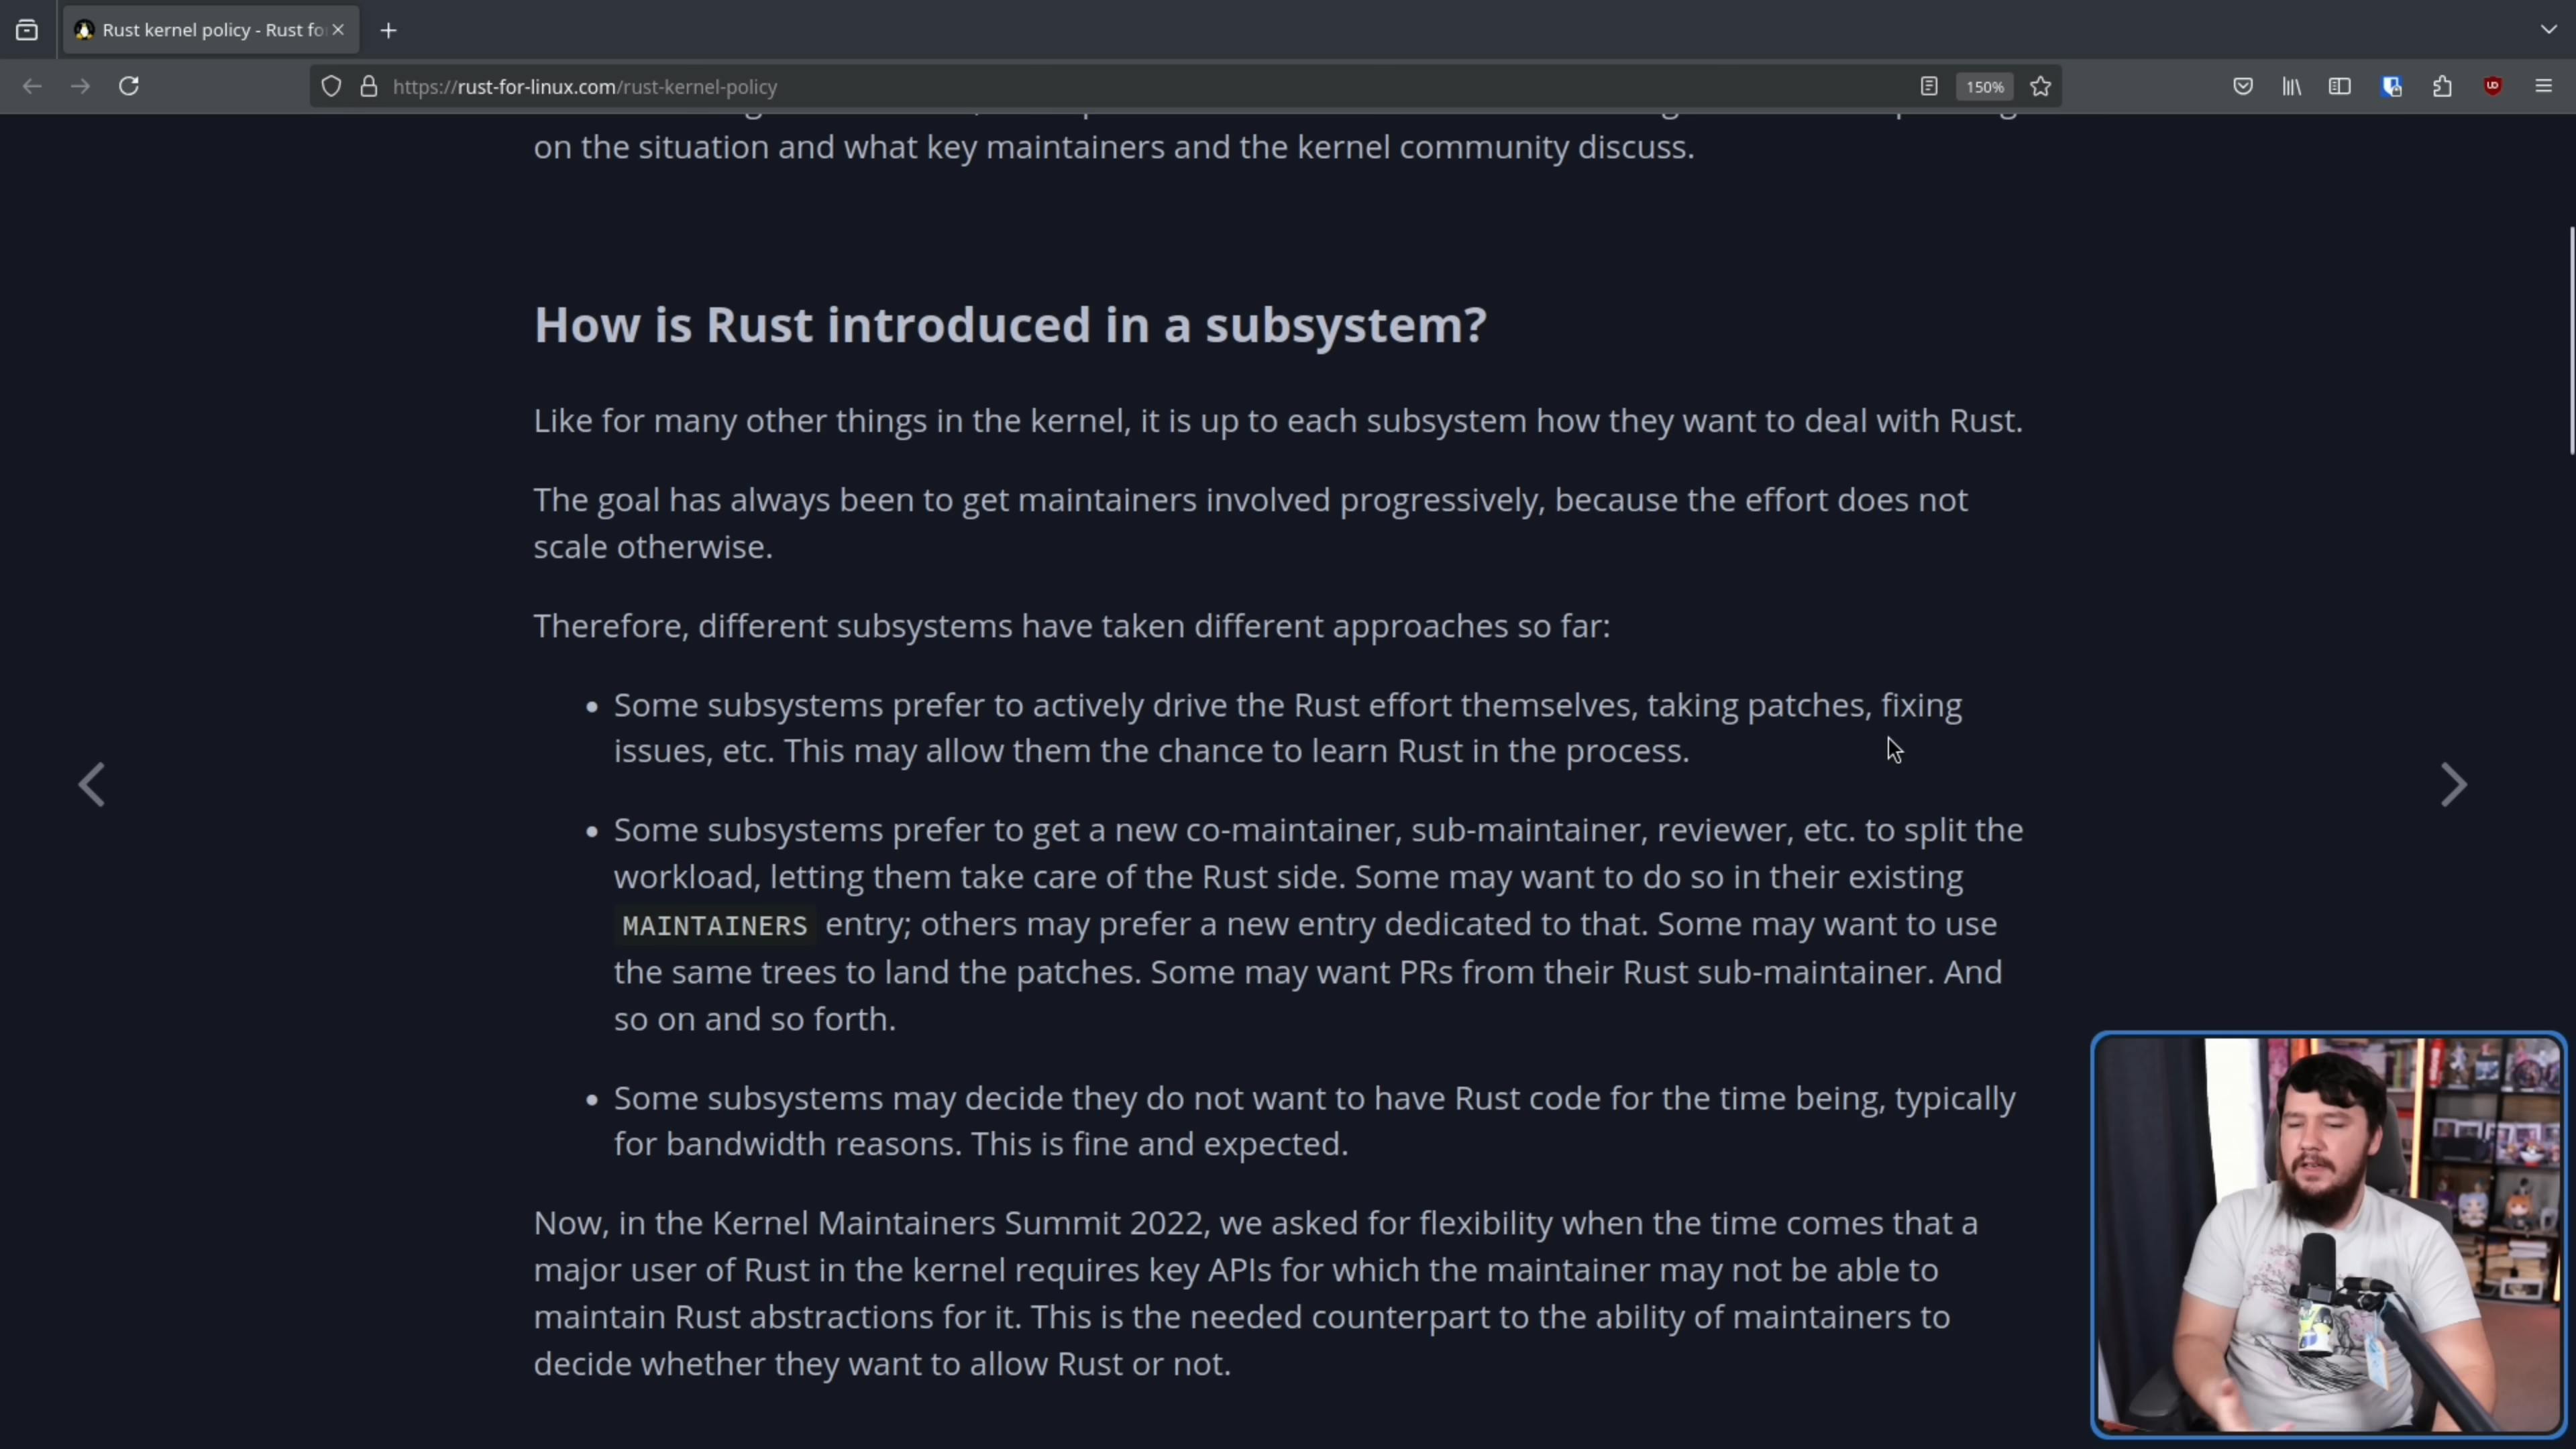 Rust kernel policy - Rust fo
https://rust-for-linux.com/rust-kernel-policy
150%
on the situation and what key maintainers and the kernel community discuss.
How is Rust introduced in a subsystem?
Like for many other things in the kernel, it is up to each subsystem how they want to deal with Rust.
The goal has always been to get maintainers involved progressively, because the effort does not
scale otherwise.
Therefore, different subsystems have taken different approaches so far:
• Some subsystems prefer to actively drive the Rust effort themselves, taking patches, fixing
issues, etc. This may allow them the chance to learn Rust in the process.
• Some subsystems prefer to get a new co-maintainer, sub-maintainer, reviewer, etc. to split the
workload, letting them take care of the Rust side. Some may want to do so in their existing
MAINTAINERS entry; others may prefer a new entry dedicated to that. Some may want to use
the same trees to land the patches. Some may want PRs from their Rust sub-maintainer. And
so on and so forth.
• Some subsystems may decide they do not want to have Rust code for the time being, typically
for bandwidth reasons. This is fine and expected.
Now, in the Kernel Maintainers Summit 2022, we asked for flexibility when the time comes that a
major user of Rust in the kernel requires key APIs for which the maintainer may not be able to
maintain Rust abstractions for it. This is the needed counterpart to the ability of maintainers to
decide whether they want to allow Rust or not.